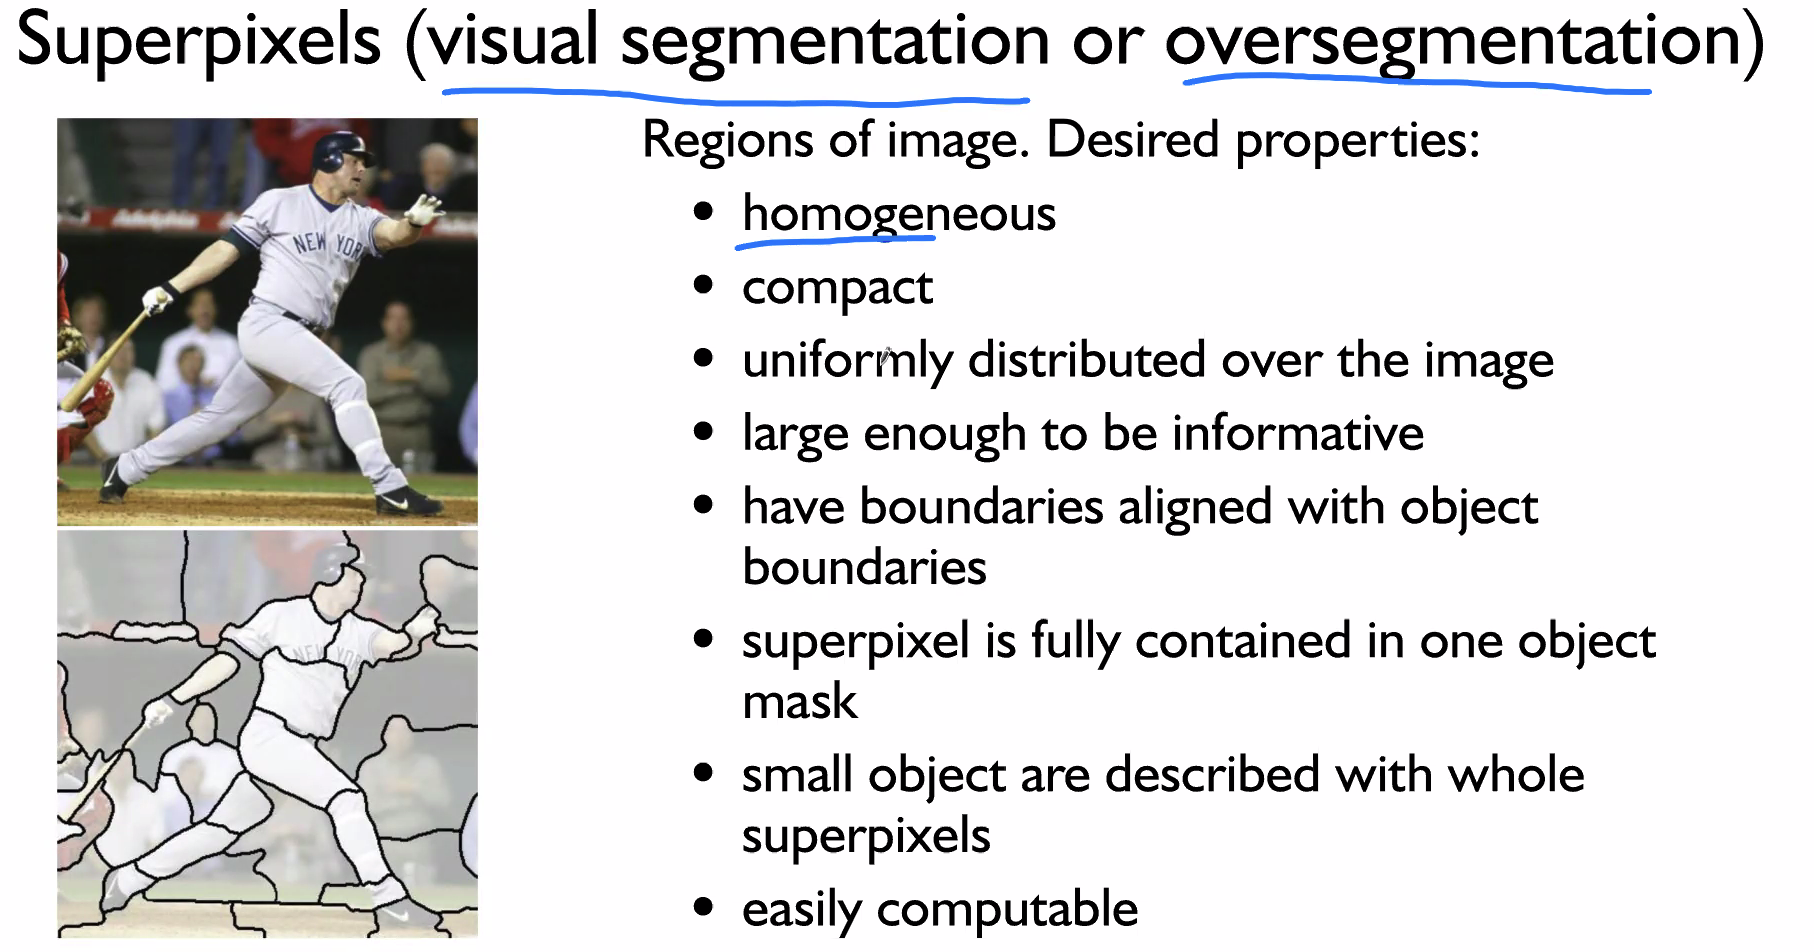 Superpixels (visual segmentation or oversegmentation)
Adelphia
NEW YORK
NEW YOR
Regions of image. Desired properties:
• homogeneous
• compact
• uniformly distributed over the image
• large enough to be informative
• have boundaries aligned with object
boundaries
• superpixel is fully contained in one object
mask
• small object are described with whole
superpixels
• easily computable